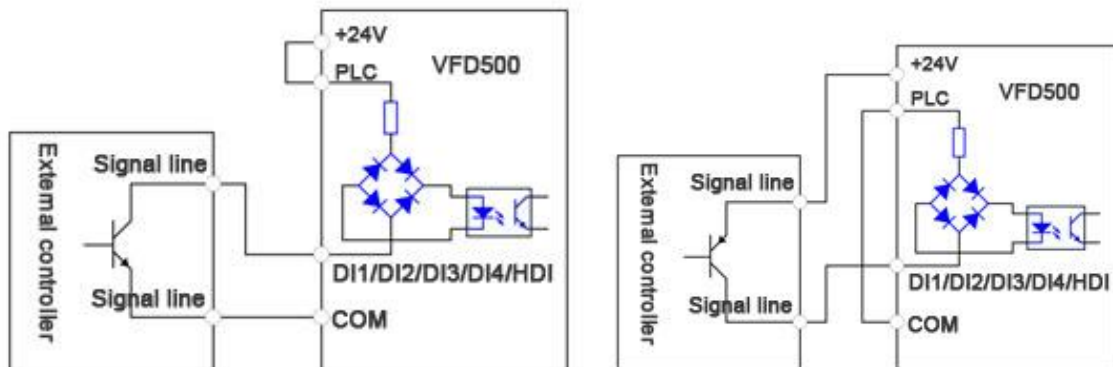 +24V
PLC
VFD500
External controller
Signal line
Signal line
DI1/DI2/DI3/DI4/HDI
COM
+24V
PLC
VFD500
External controller
Signal line
Signal line
DI1/DI2/DI3/DI4/HDI
COM